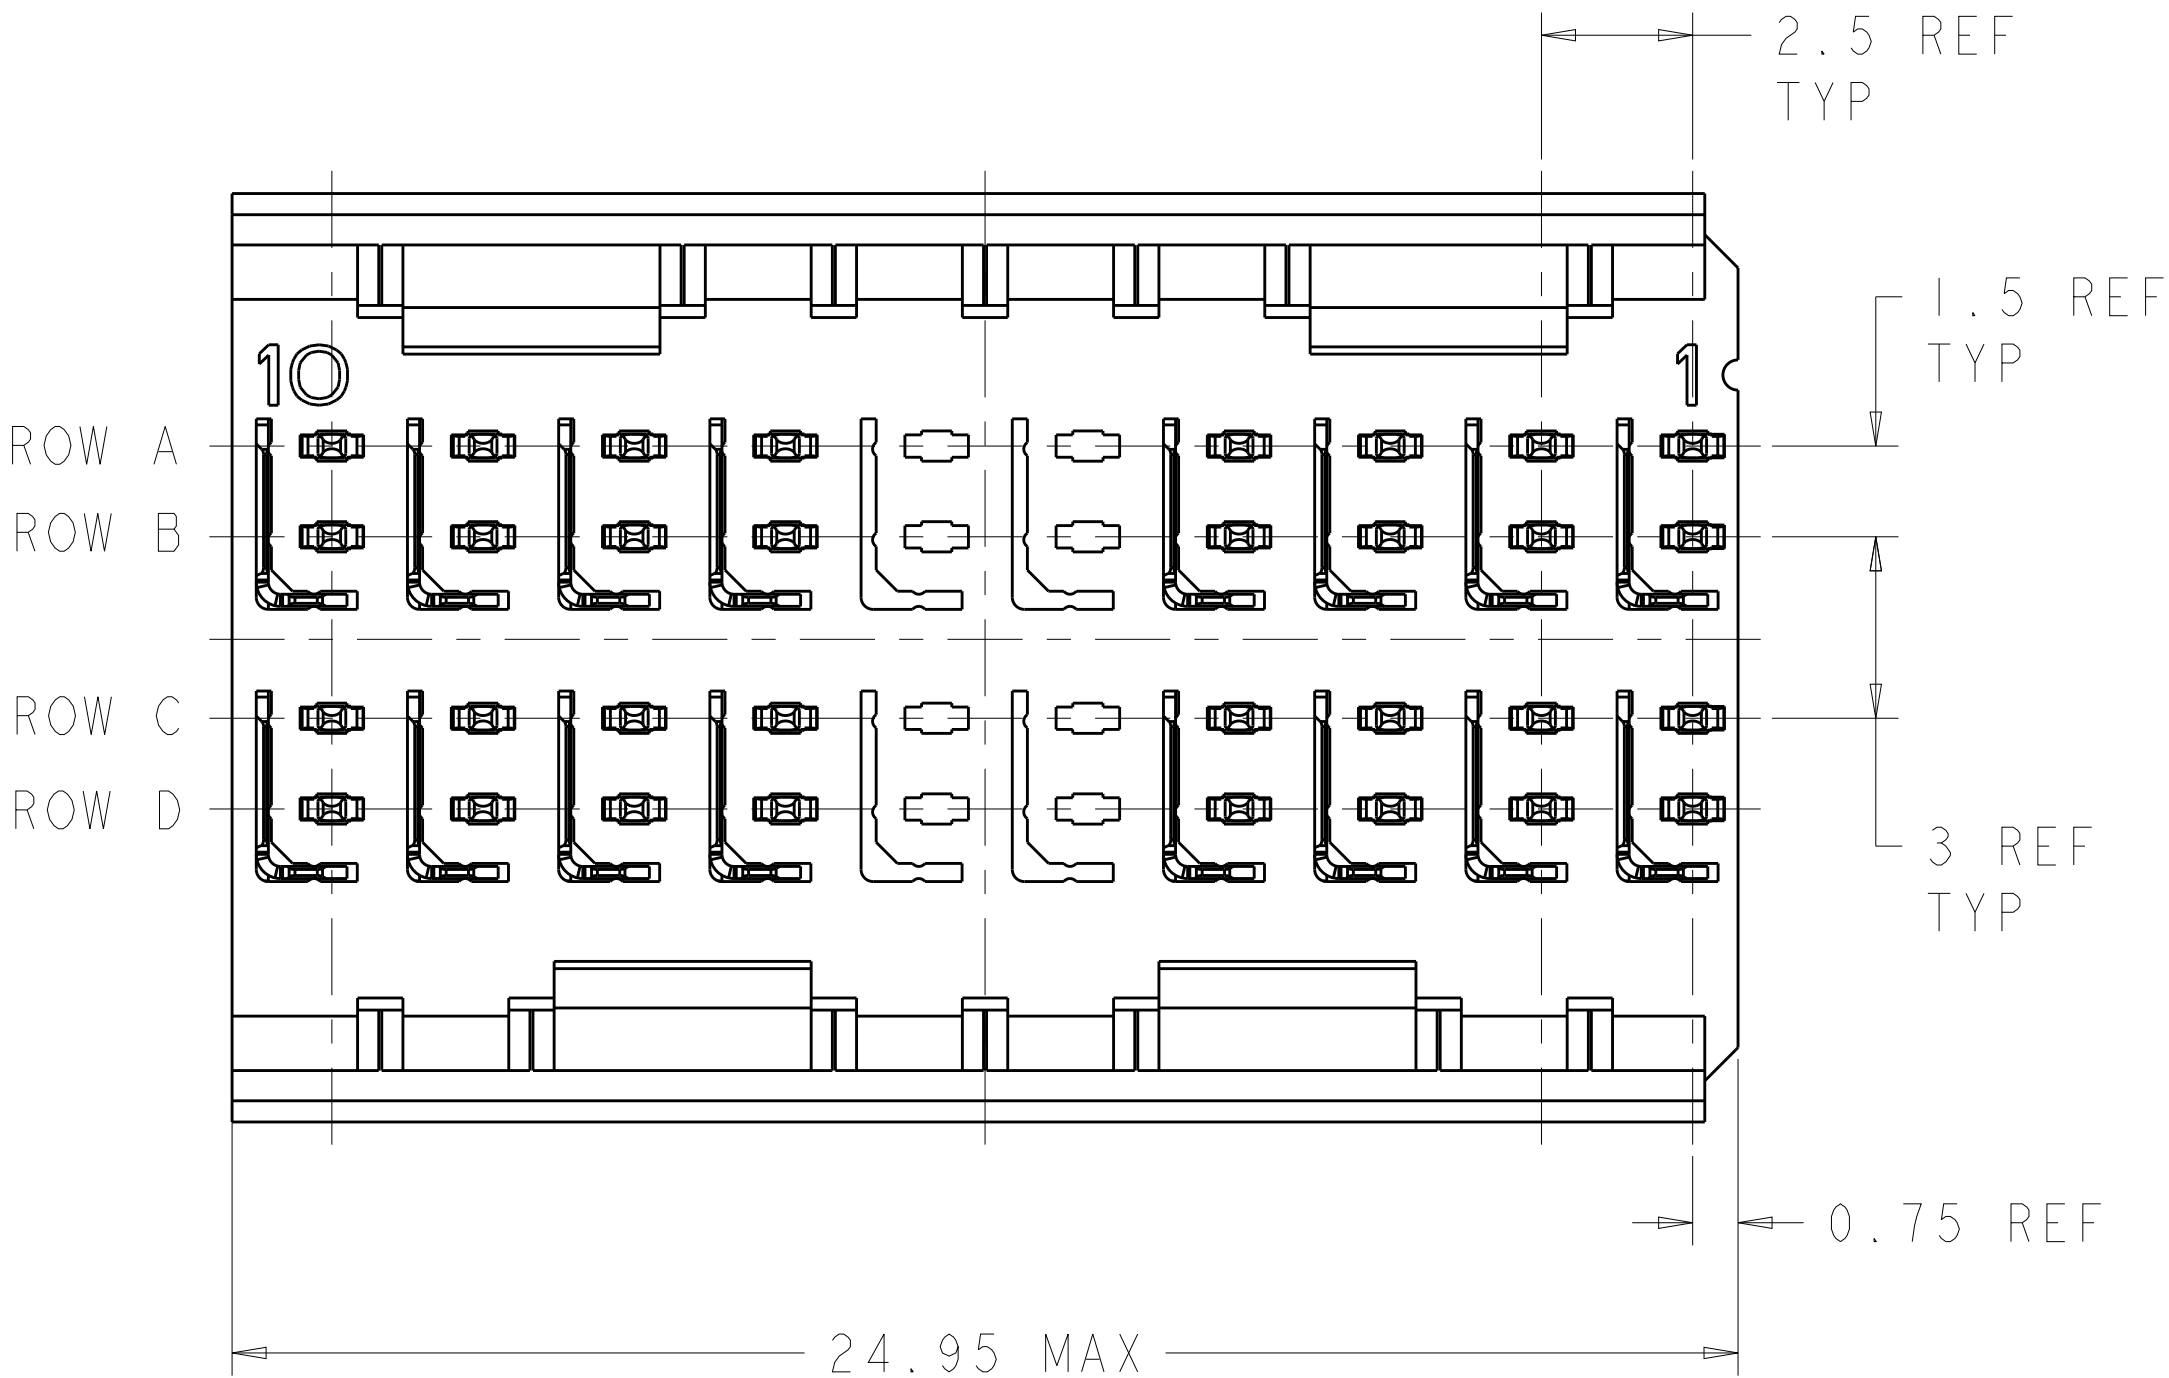 2.5 REF
TYP
1.5 REF
TYP
10
1
ROW A
ROW B
ROW C
ROW D
3 REF
TYP
0.75 REF
24.95 MAX